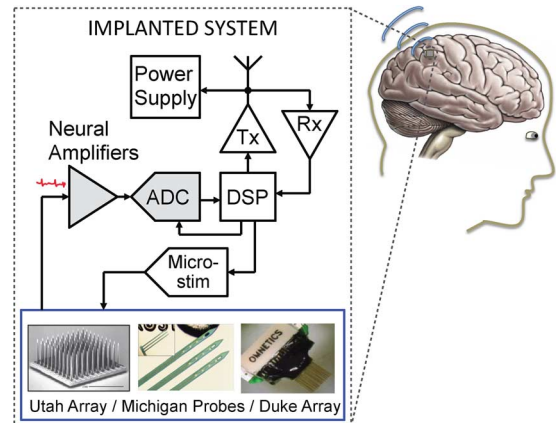 IMPLANTED SYSTEM
Power
Supply
Tx
Rx
Neural
Amplifiers
ADC
DSP
Micro-
stim
OMNETICS
Utah Array / Michigan Probes / Duke Array